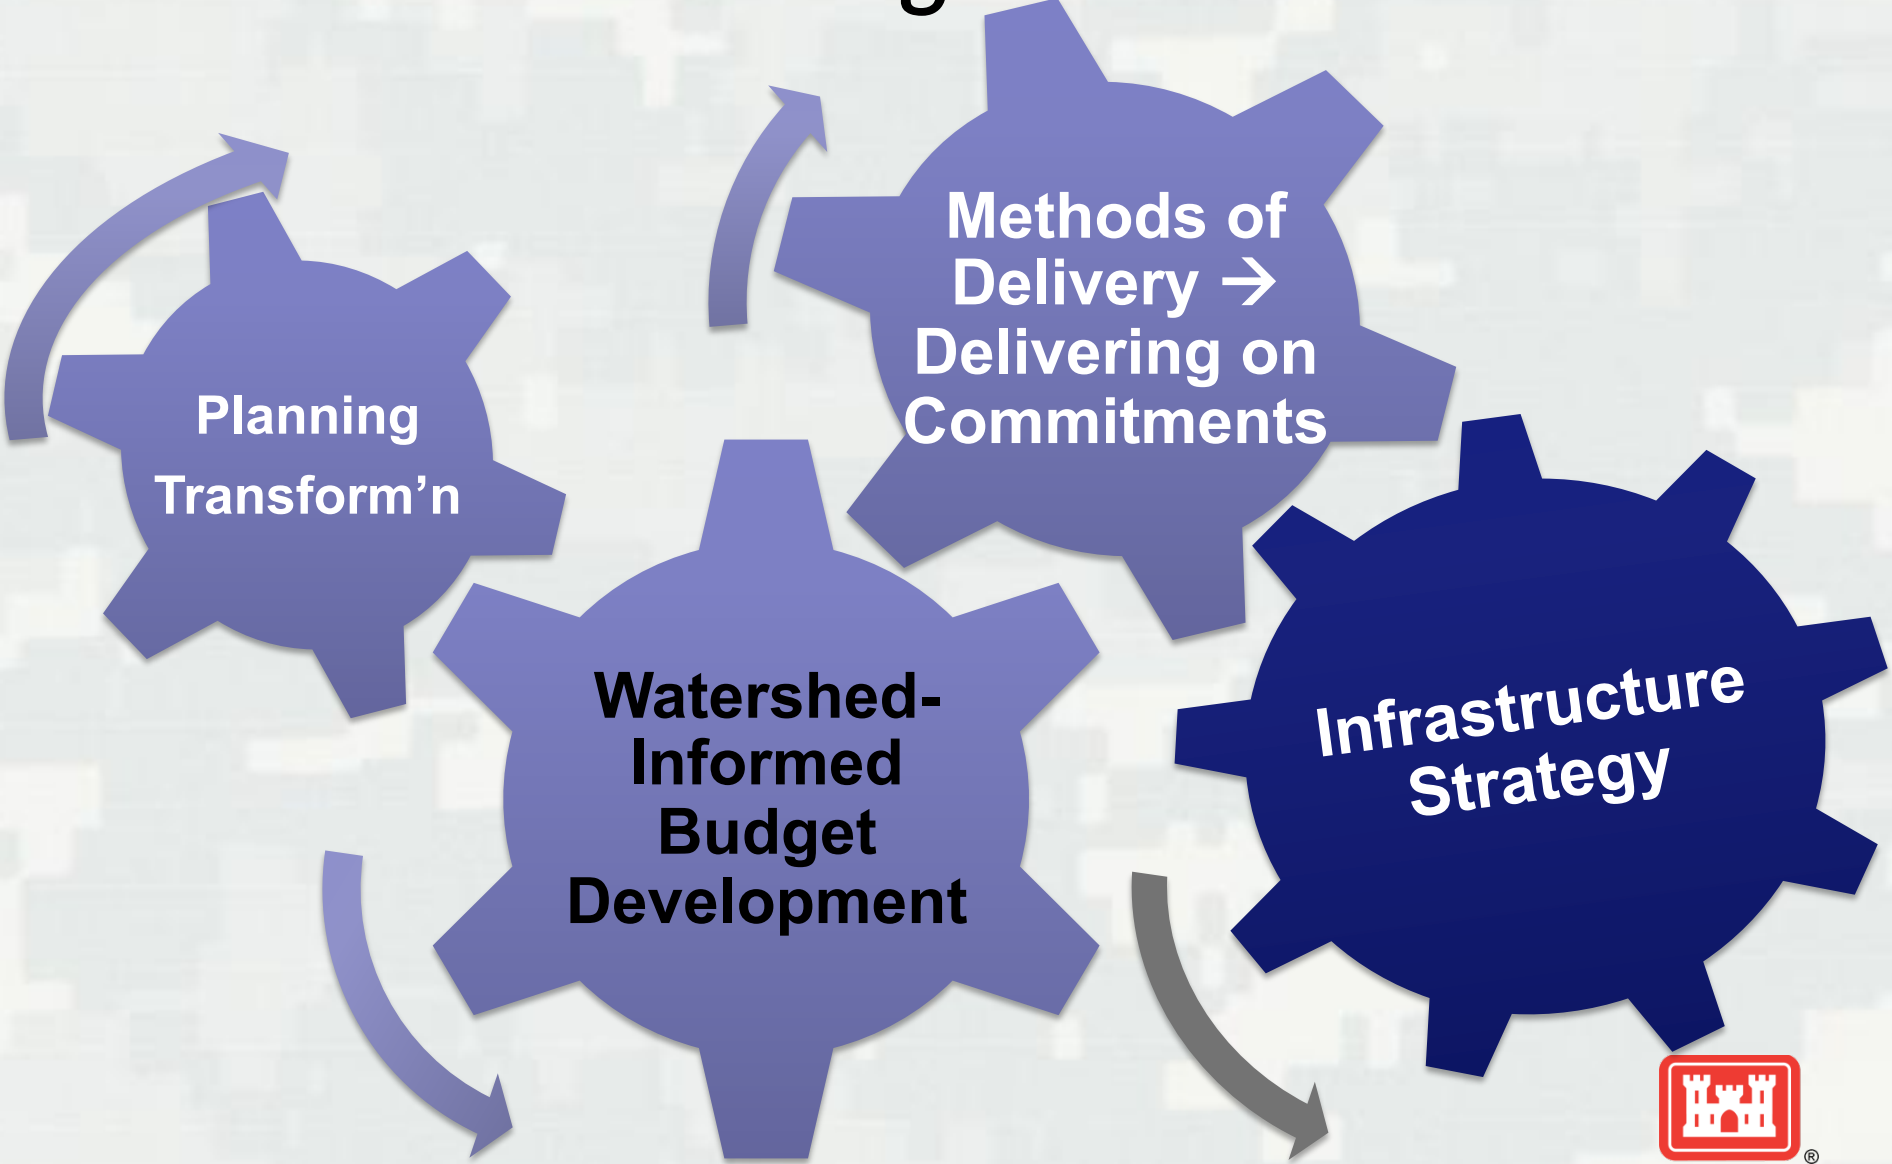 Planning
Transform’n
Methods of
Delivery →
Delivering on
Commitments
Watershed-
Informed
Budget
Development
Infrastructure
Strategy
®